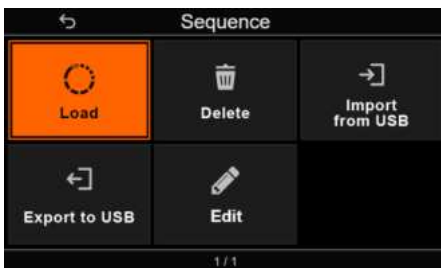 Sequence
Load
Delete
Import
from USB
Export to USB
Edit
1/1